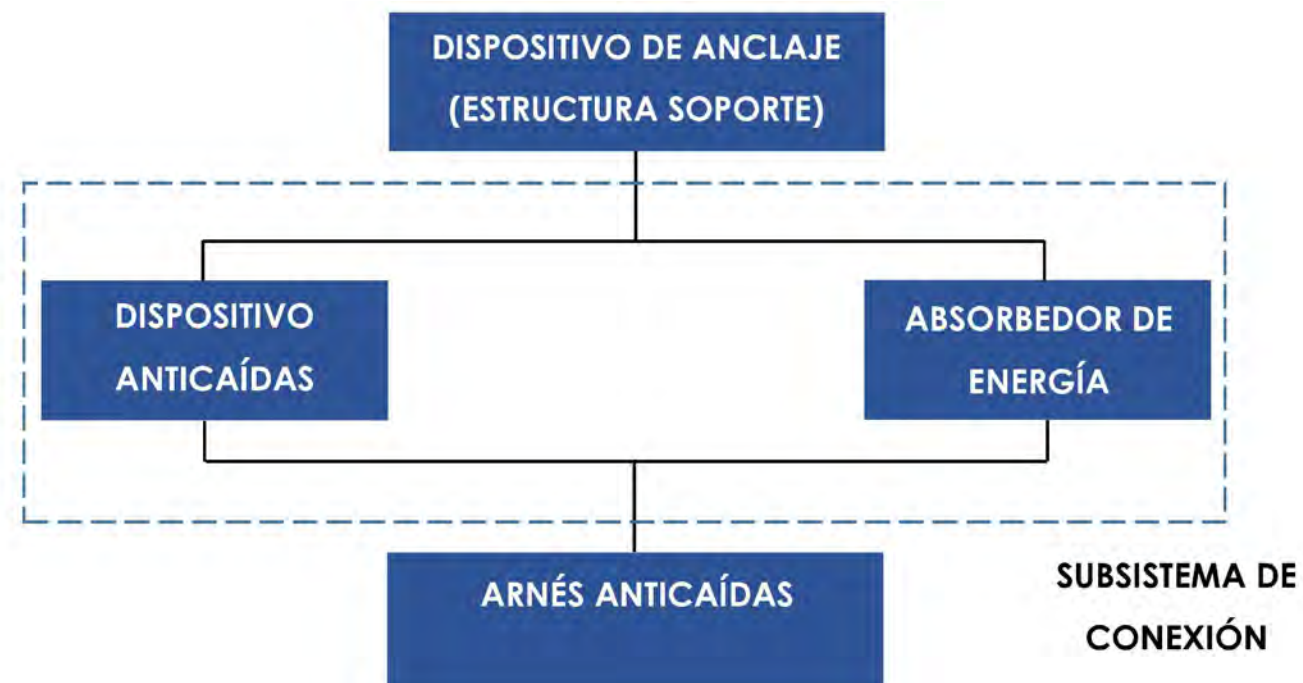 DISPOSITIVO DE ANCLAJE
(ESTRUCTURA SOPORTE)
DISPOSITIVO
ANTICAÍDAS
ABSORBEDOR DE
ENERGÍA
ARNÉS ANTICAÍDAS
SUBSISTEMA DE
CONEXIÓN